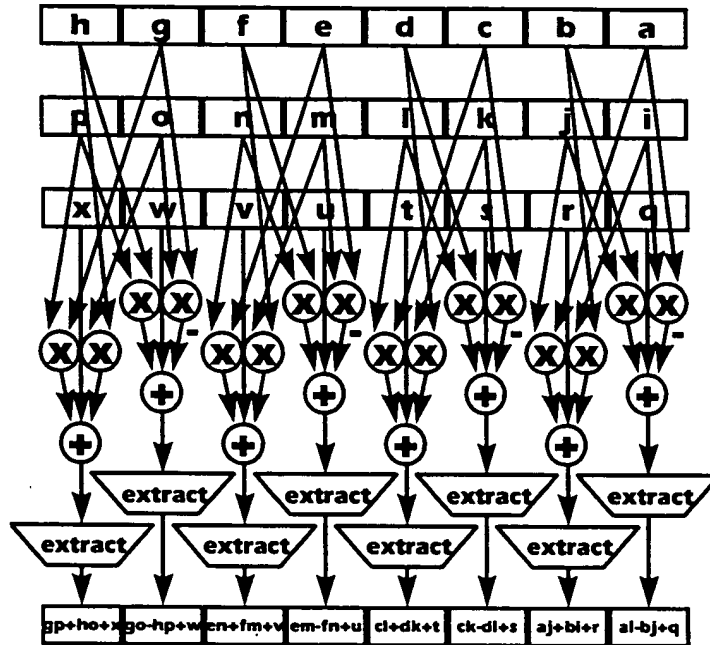 h g f e d c b a
p o n m l k j i
x w v u t s r q
X X X X X X X X
- - - -
X X X X X X X X
+ + + +
+ + + +
extract extract extract extract
extract extract extract extract
gp+ho+x go-hp+w en+fm+v em-fn+u cl+dk+t ck-dl+s aj+bi+r ai-bj+q